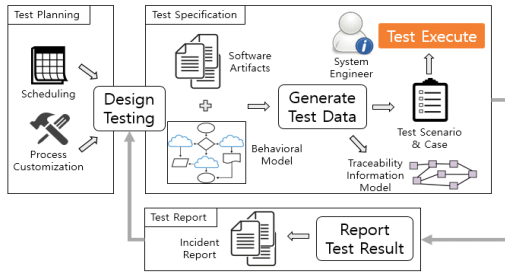 Test Planning
Scheduling
Process
Customization
Design
Testing
Test Specification
Software
Artifacts
Behavioral
Model
Generate
Test Data
System
Engineer
Test Execute
Test Scenario
& Case
Traceability
Information
Model
Test Report
Incident
Report
Report
Test Result